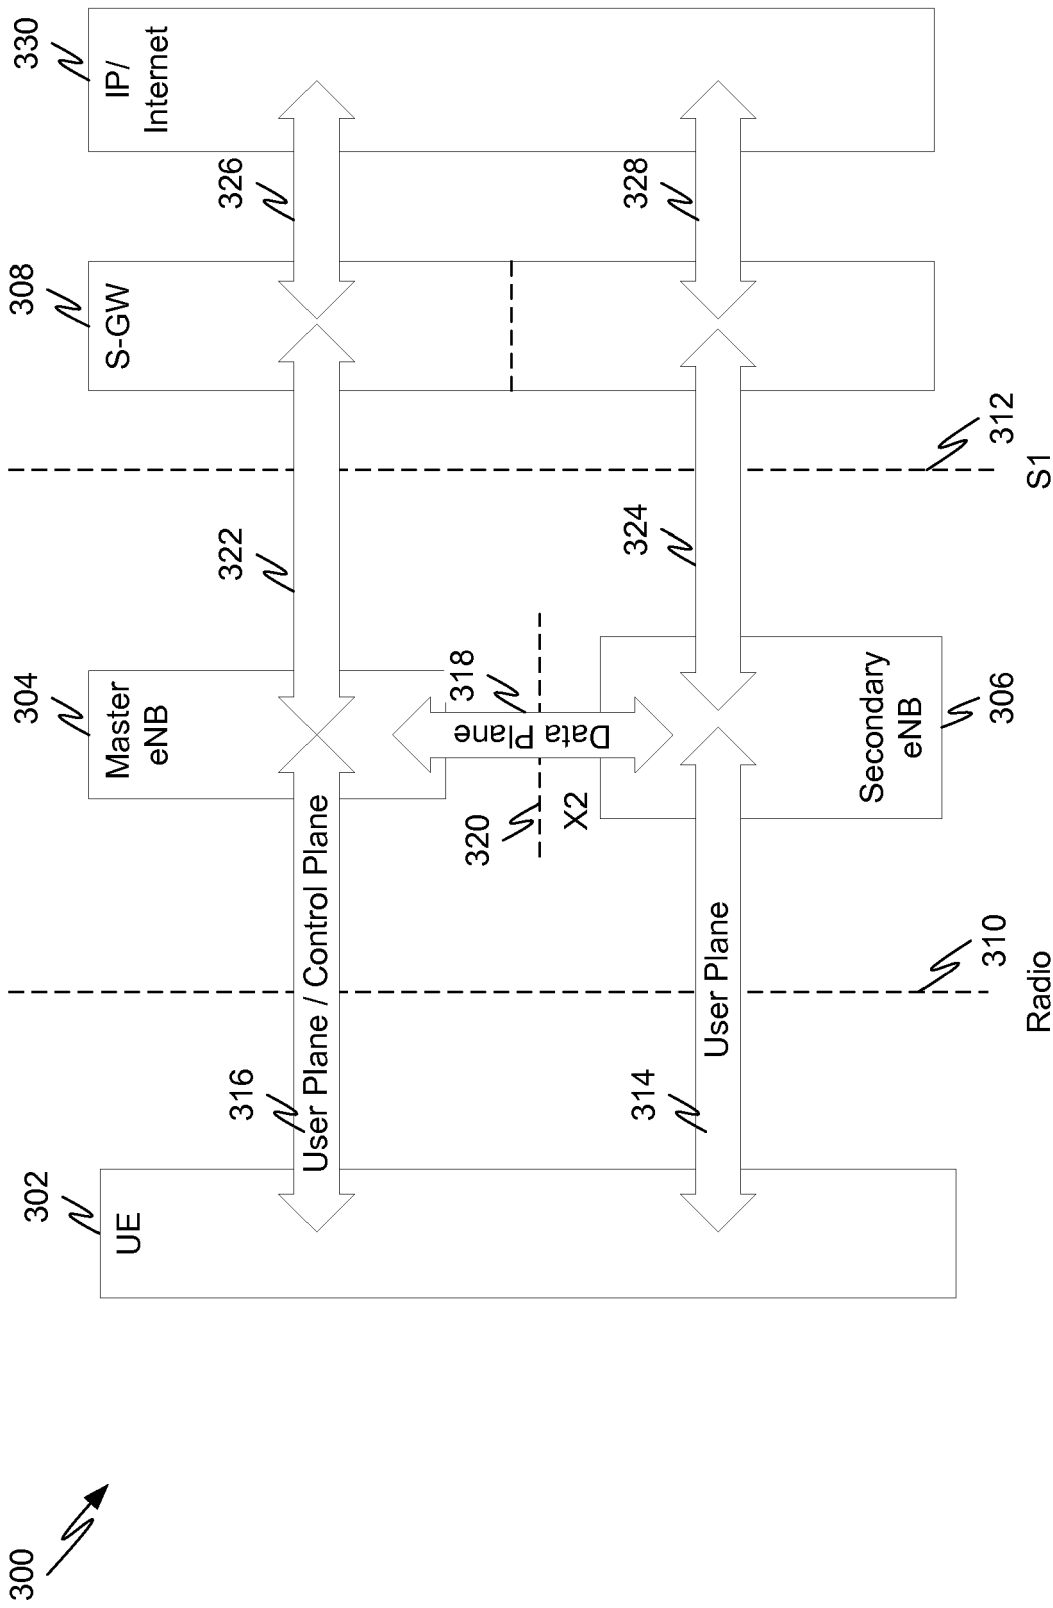 300
302
UE
316
User Plane / Control Plane
304
Master
eNB
322
308
S-GW
326
330
IP/
Internet
318
Data Plane
320
X2
314
User Plane
324
328
Secondary
eNB
306
310
Radio
312
S1